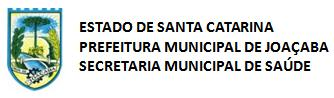 ESTADO DE SANTA CATARINA
PREFEITURA MUNICIPAL DE JOAÇABA
SECRETARIA MUNICIPAL DE SAÚDE